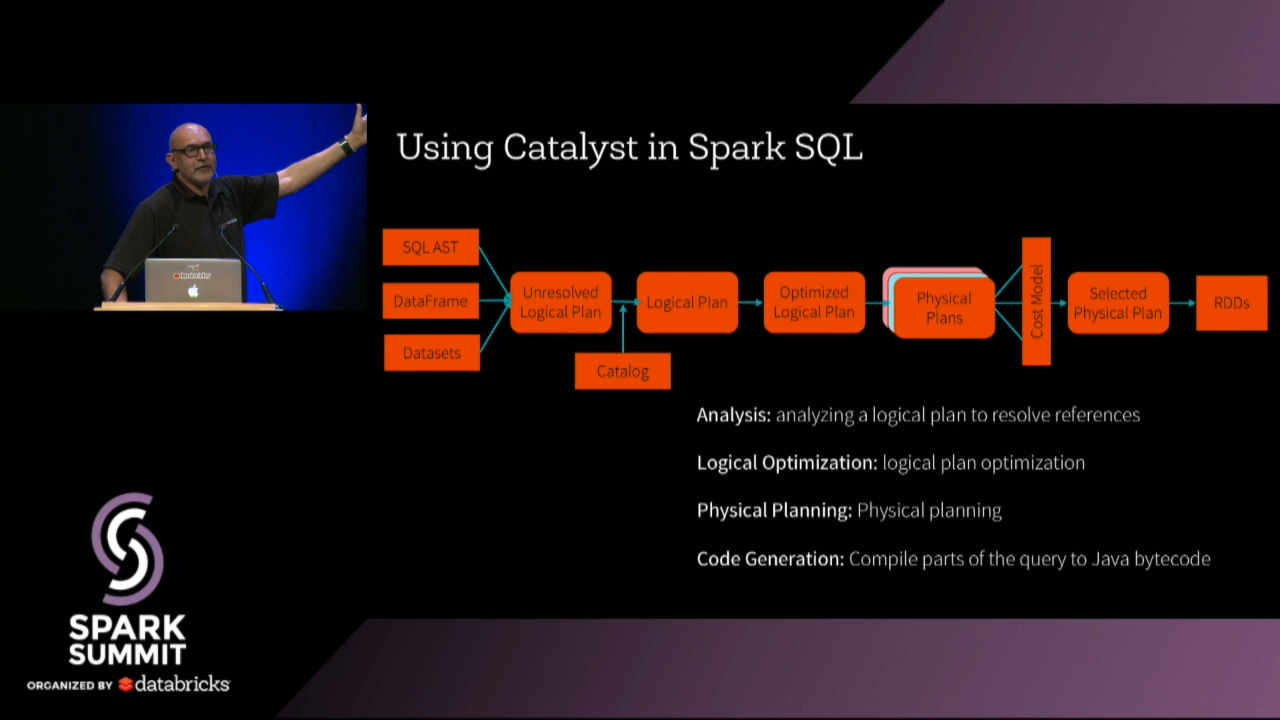 Using Catalyst in Spark SQL
SQL AST
DataFrame
Datasets
Unresolved
Logical Plan
Catalog
Logical Plan
Optimized
Logical Plan
Physical
Plans
Cost Model
Selected
Physical Plan
RDDs
Analysis: analyzing a logical plan to resolve references
Logical Optimization: logical plan optimization
Physical Planning: Physical planning
Code Generation: Compile parts of the query to Java bytecode
SPARK
SUMMIT
ORGANIZED BY databricks